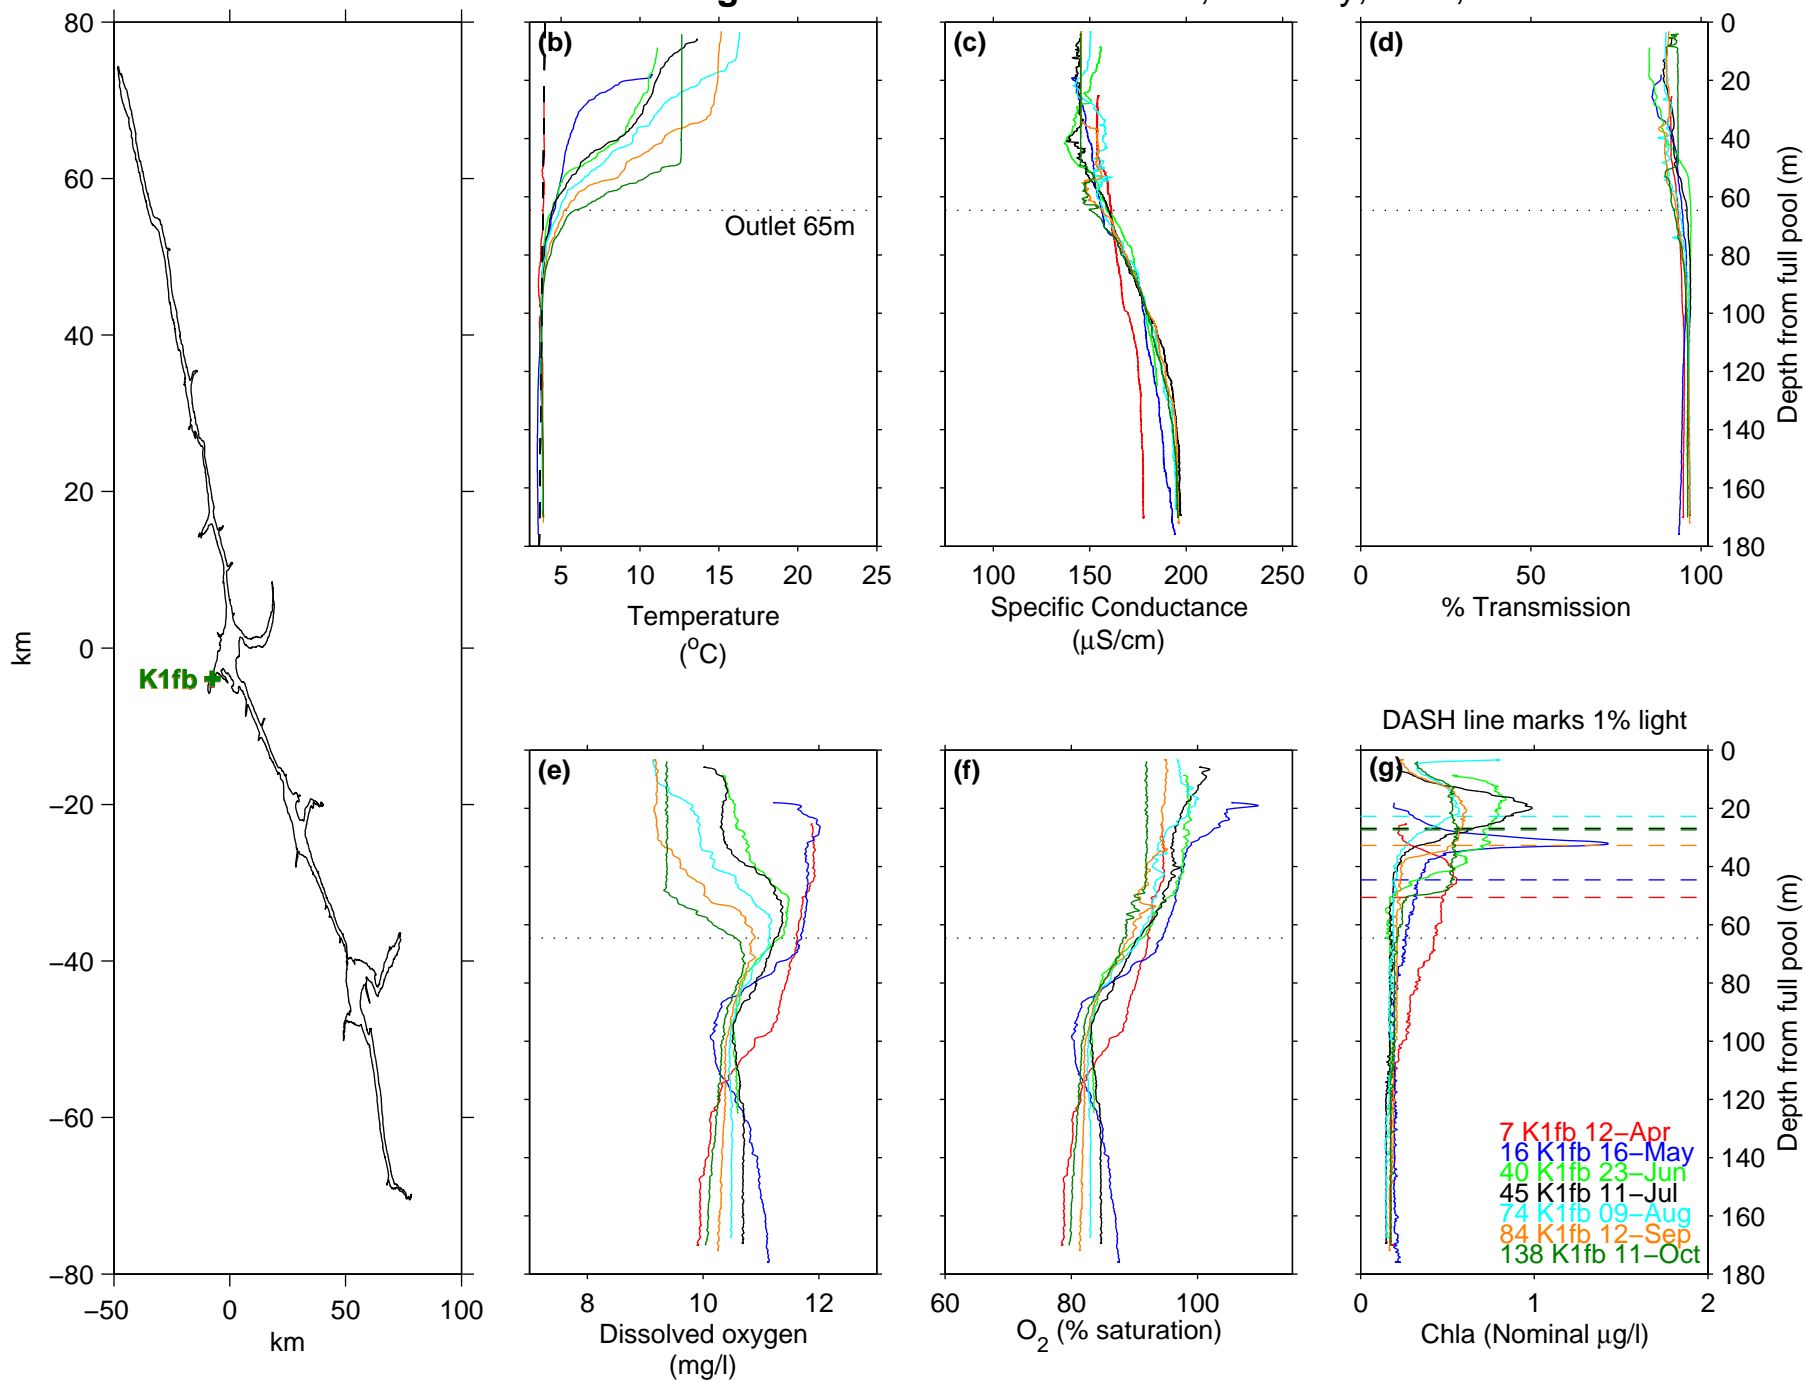 80
60
40
20
0
−20
−40
−60
−80
km
−50 0 50 100
km
K1fb
(b)
Outlet 65m
5 10 15 20 25
Temperature
(°C)
(c)
100 150 200 250
Specific Conductance
(µS/cm)
(d)
0 50 100
% Transmission
0
20
40
60
80
100
120
140
160
180
Depth from full pool (m)
(e)
8 10 12
Dissolved oxygen
(mg/l)
(f)
60 80 100
O2 (% saturation)
DASH line marks 1% light
(g)
7 K1fb 12−Apr
16 K1fb 16−May
40 K1fb 23−Jun
45 K1fb 11−Jul
74 K1fb 09−Aug
84 K1fb 12−Sep
138 K1fb 11−Oct
0 1 2
Chla (Nominal µg/l)
0
20
40
60
80
100
120
140
160
180
Depth from full pool (m)